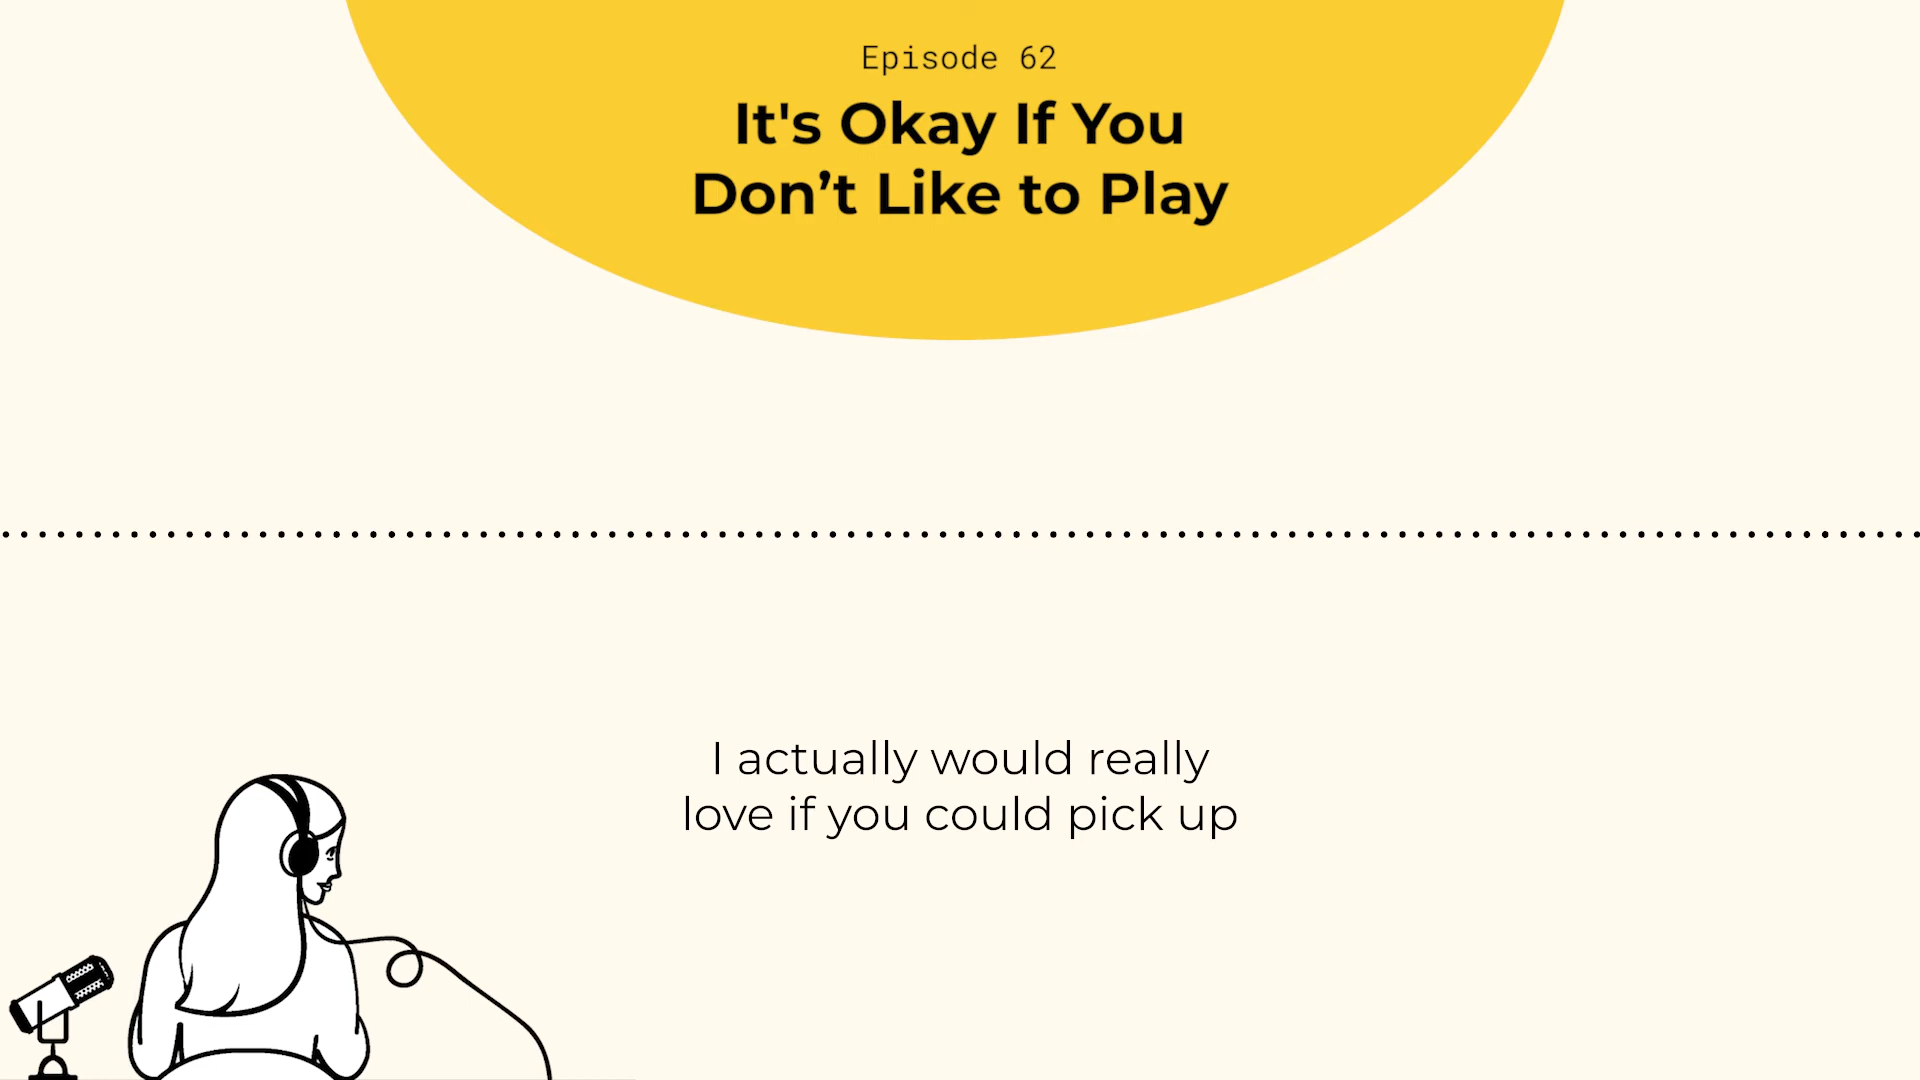 Episode 62
It's Okay If You
Don’t Like to Play
I actually would really
love if you could pick up